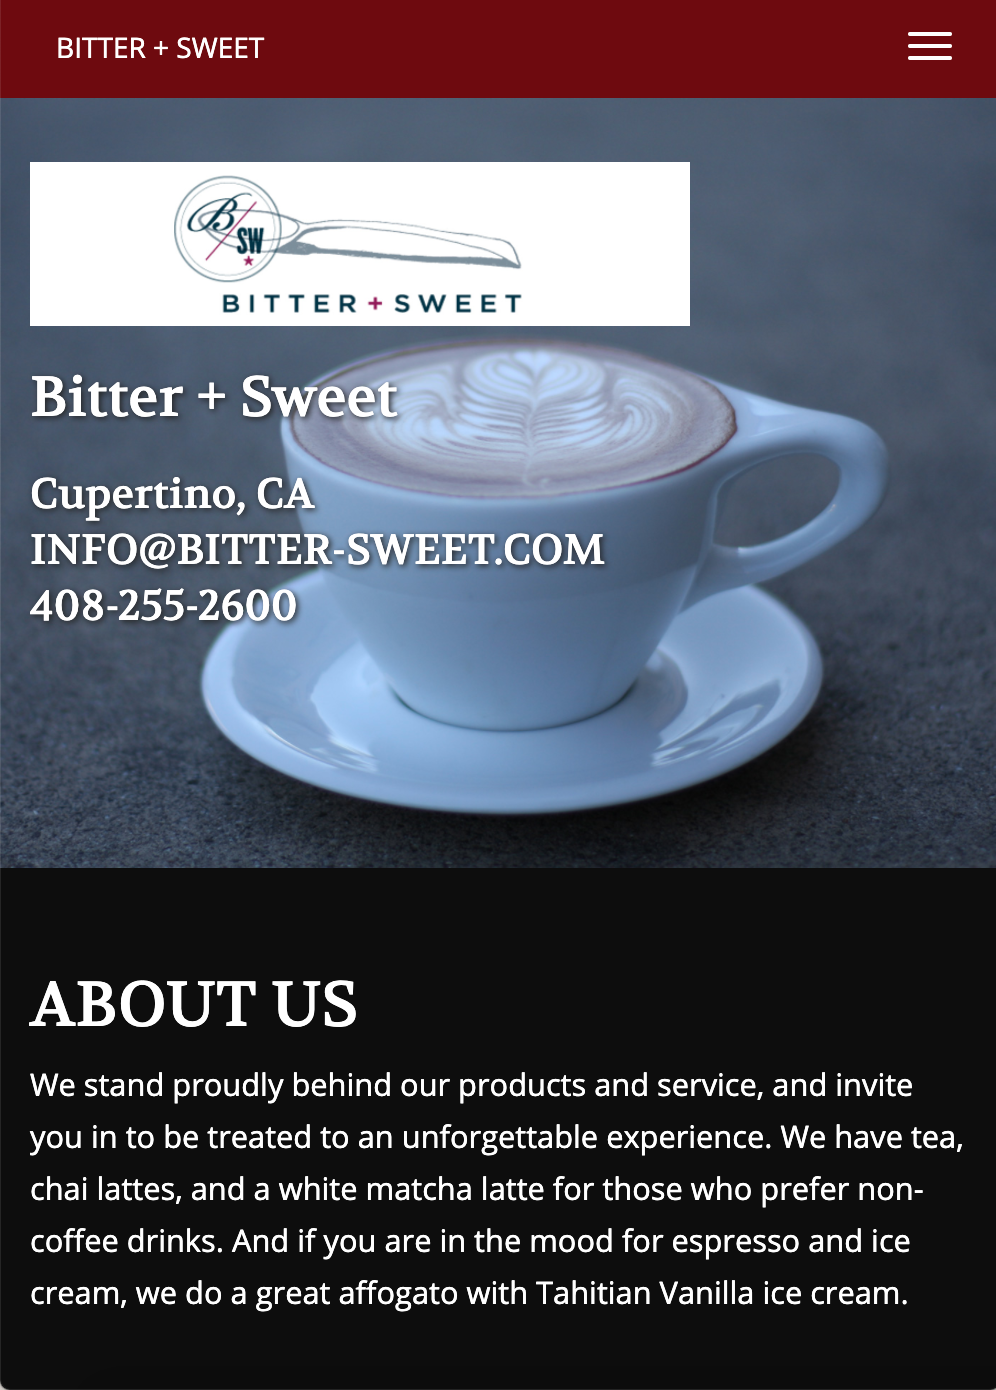 BITTER + SWEET
B/SW
BITTER + SWEET
Bitter + Sweet
Cupertino, CA
INFO@BITTER-SWEET.COM
408-255-2600
ABOUT US
We stand proudly behind our products and service, and invite
you in to be treated to an unforgettable experience. We have tea,
chai lattes, and a white matcha latte for those who prefer non-
coffee drinks. And if you are in the mood for espresso and ice
cream, we do a great affogato with Tahitian Vanilla ice cream.